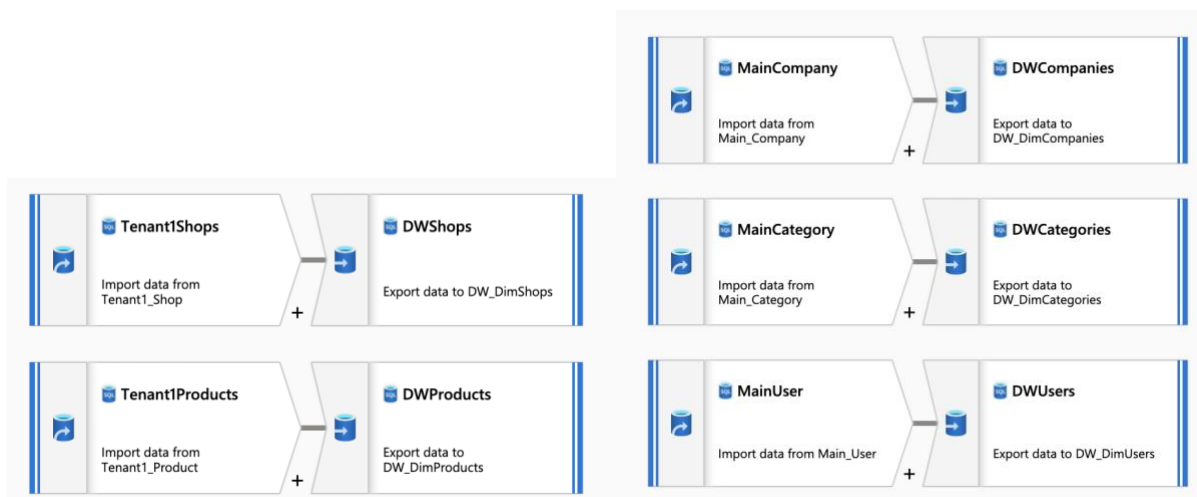 Tenant1Shops
Import data from
Tenant1_Shop
+
DWShops
Export data to DW_DimShops
Tenant1Products
Import data from
Tenant1_Product
+
DWProducts
Export data to
DW_DimProducts
SQL MainCompany
Import data from
Main_Company
+
DWCompanies
Export data to
DW_DimCompanies
MainCategory
Import data from
Main_Category
+
DWCategories
Export data to
DW_DimCategories
MainUser
Import data from Main_User
+
DWUsers
Export data to DW_DimUsers